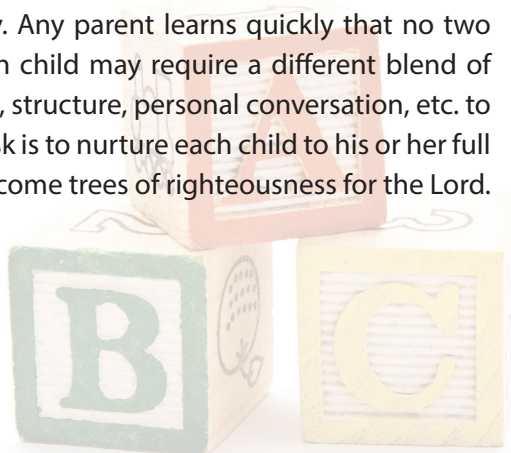 y. Any parent learns quickly that no two
n child may require a different blend of
, structure, personal conversation, etc. to
sk is to nurture each child to his or her full
come trees of righteousness for the Lord.
A
B
C